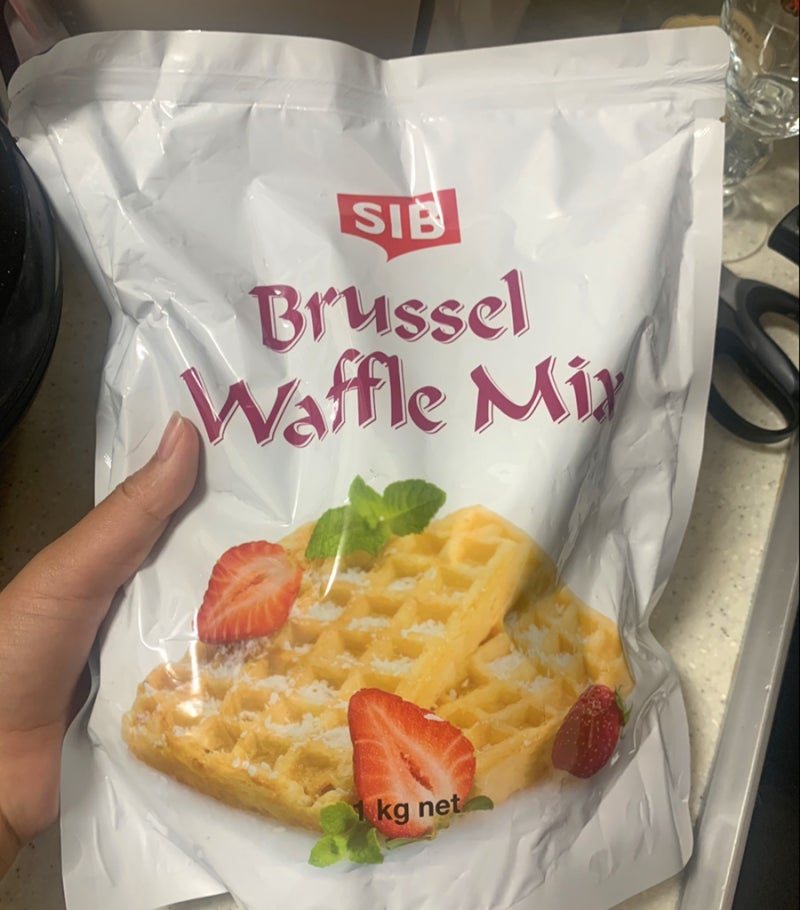 SIB
Brussel
Waffle Mix
1 kg net